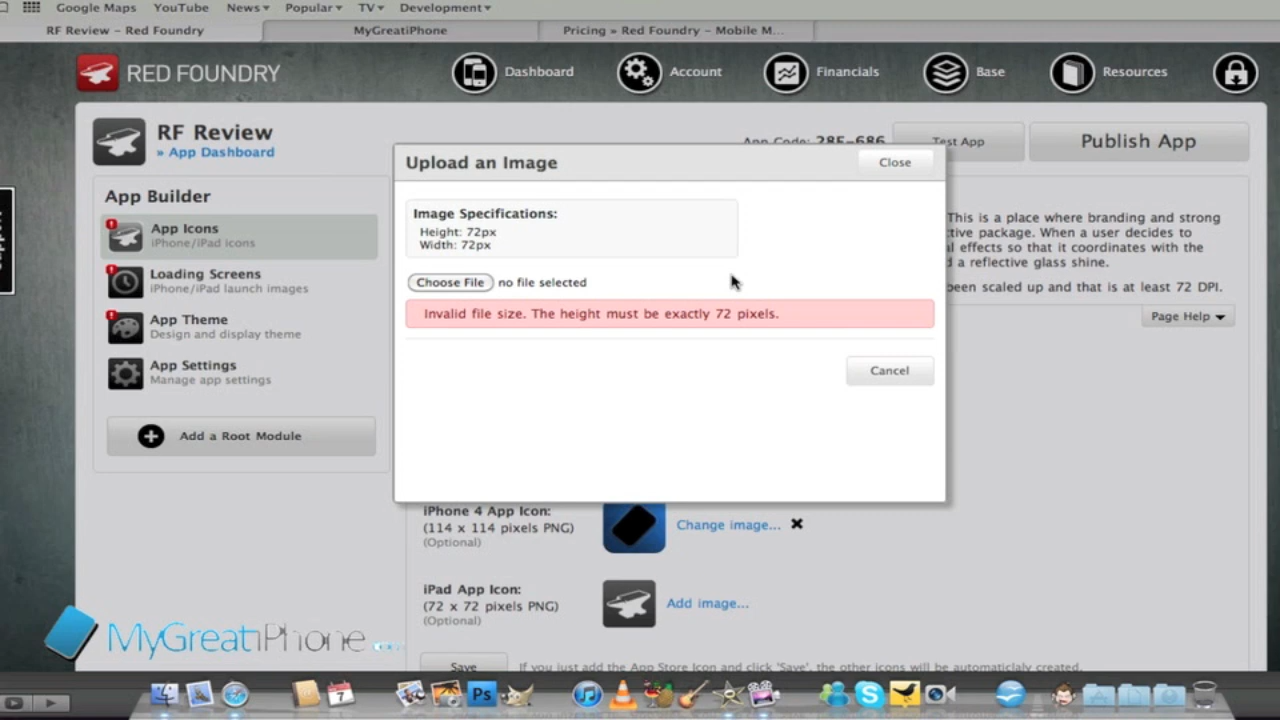 Google Maps YouTube News▾ Popular▾ TV▾ Development▾
RF Review – Red Foundry MyGreatiPhone Pricing » Red Foundry – Mobile M...
RED FOUNDRY Dashboard Account Financials Base Resources
RF Review
» App Dashboard
App Code: 28F-686 Test App Publish App
App Builder
App Icons
iPhone/iPad icons
Loading Screens
iPhone/iPad launch images
App Theme
Design and display theme
App Settings
Manage app settings
Add a Root Module
Upload an Image Close
Image Specifications:
Height: 72px
Width: 72px
Choose File no file selected
Invalid file size. The height must be exactly 72 pixels.
Cancel
This is a place where branding and strong
tive package. When a user decides to
l effects so that it coordinates with the
d a reflective glass shine.
been scaled up and that is at least 72 DPI.
Page Help ▾
iPhone 4 App Icon:
(114 x 114 pixels PNG)
(Optional)
Change image... ✖
iPad App Icon:
(72 x 72 pixels PNG)
(Optional)
Add image...
Save If you just add the App Store Icon and click 'Save', the other icons will be automaticlaly created.
MyGreatiPhone
7
Ps